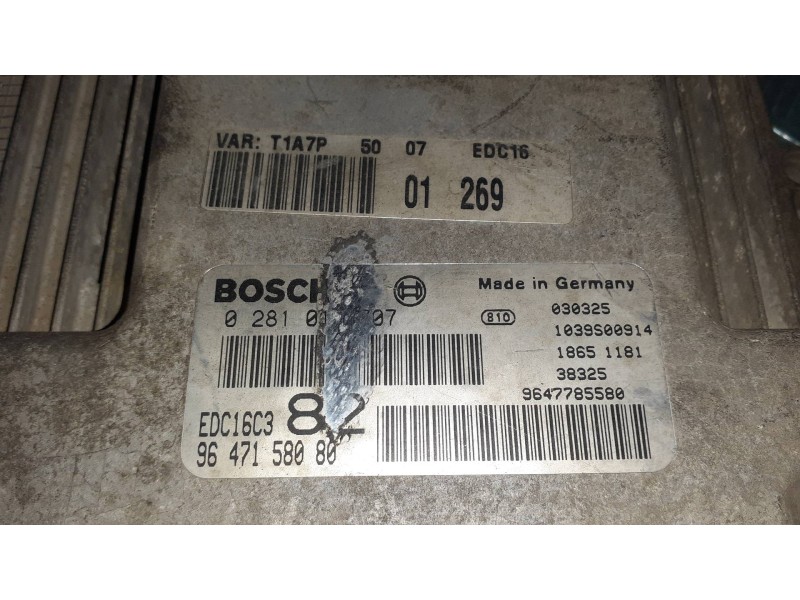 VAR: T1A7P 50 07 EDC16
01 269
BOSCH
Made in Germany
0 281 07
810
030325
1039S00914
1865 1181
38325
9647785580
EDC16C3 82
96 471 580 80